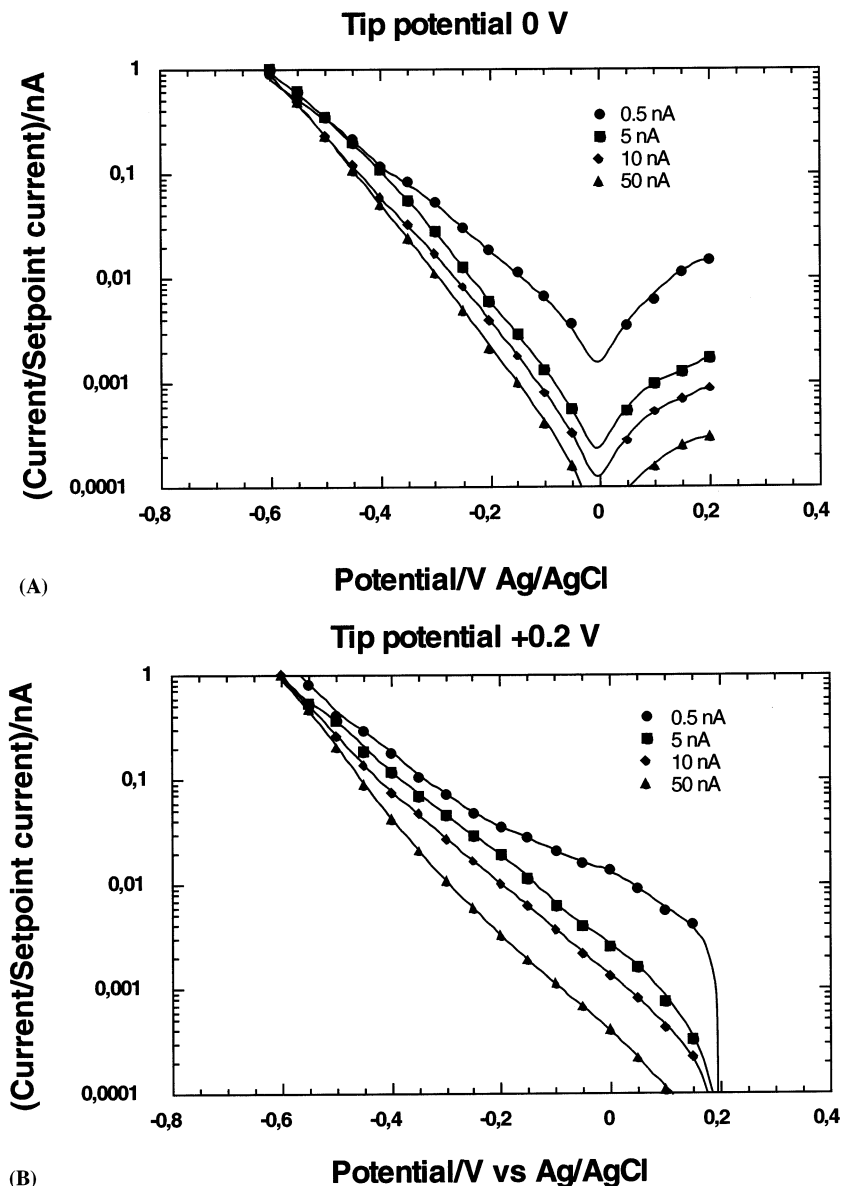 Tip potential 0 V
(Current/Setpoint current)/nA
1
0,1
0,01
0,001
0,0001
0.5 nA
5 nA
10 nA
50 nA
-0,8
-0,6
-0,4
-0,2
0
0,2
0,4
(A)
Potential/V Ag/AgCl
Tip potential +0.2 V
(Current/Setpoint current)/nA
1
0,1
0,01
0,001
0,0001
0.5 nA
5 nA
10 nA
50 nA
-0,8
-0,6
-0,4
-0,2
0
0,2
0,4
(B)
Potential/V vs Ag/AgCl